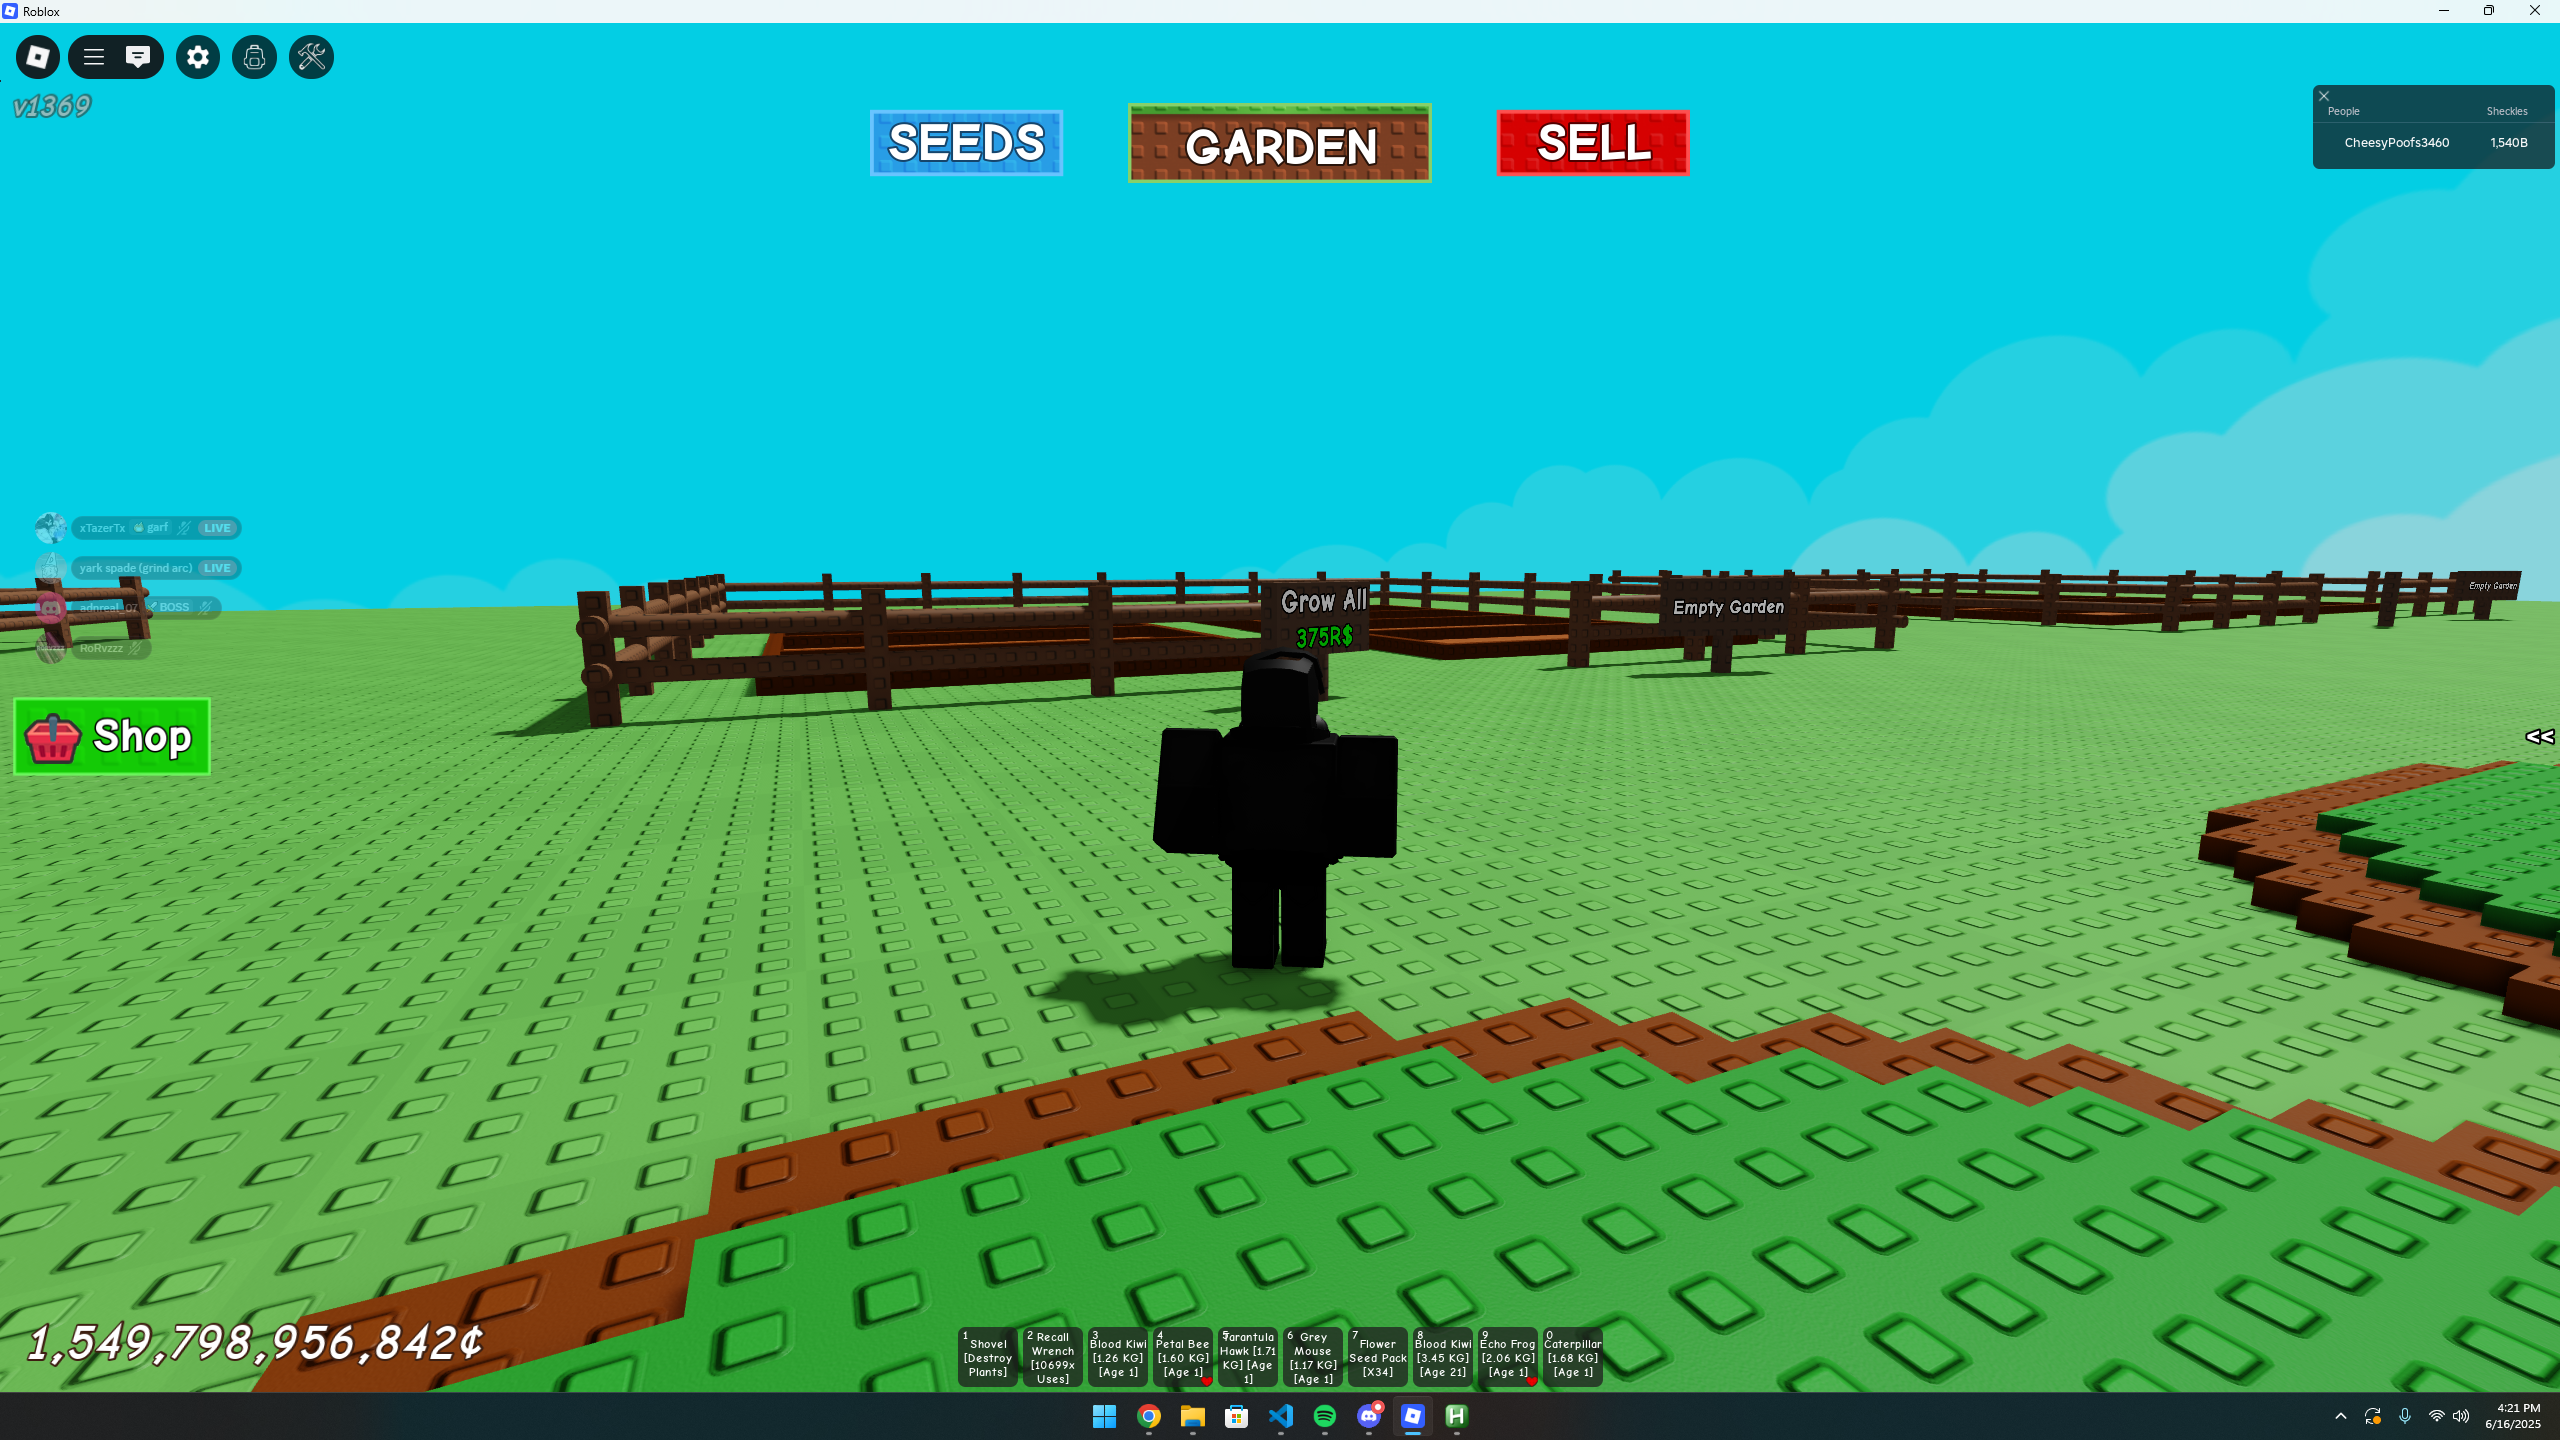 Roblox
v1369
SEEDS
GARDEN
SELL
People
Sheckles
CheesyPoofs3460
1,540B
xTazerTx
garf
LIVE
yark spade (grind arc)
LIVE
adnreal_07
BOSS
RoRvzzz
Grow All
375R$
Empty Garden
Empty Garden
Shop
<<
1,549,798,956,842¢
1
Shovel
[Destroy
Plants]
2
Recall
Wrench
[10699x
Uses]
3
Blood Kiwi
[1.26 KG]
[Age 1]
4
Petal Bee
[1.60 KG]
[Age 1]
5
Tarantula
Hawk [1.71
KG] [Age
1]
6
Grey
Mouse
[1.17 KG]
[Age 1]
7
Flower
Seed Pack
[X34]
8
Blood Kiwi
[3.45 KG]
[Age 21]
9
Echo Frog
[2.06 KG]
[Age 1]
0
Caterpillar
[1.68 KG]
[Age 1]
4:21 PM
6/16/2025